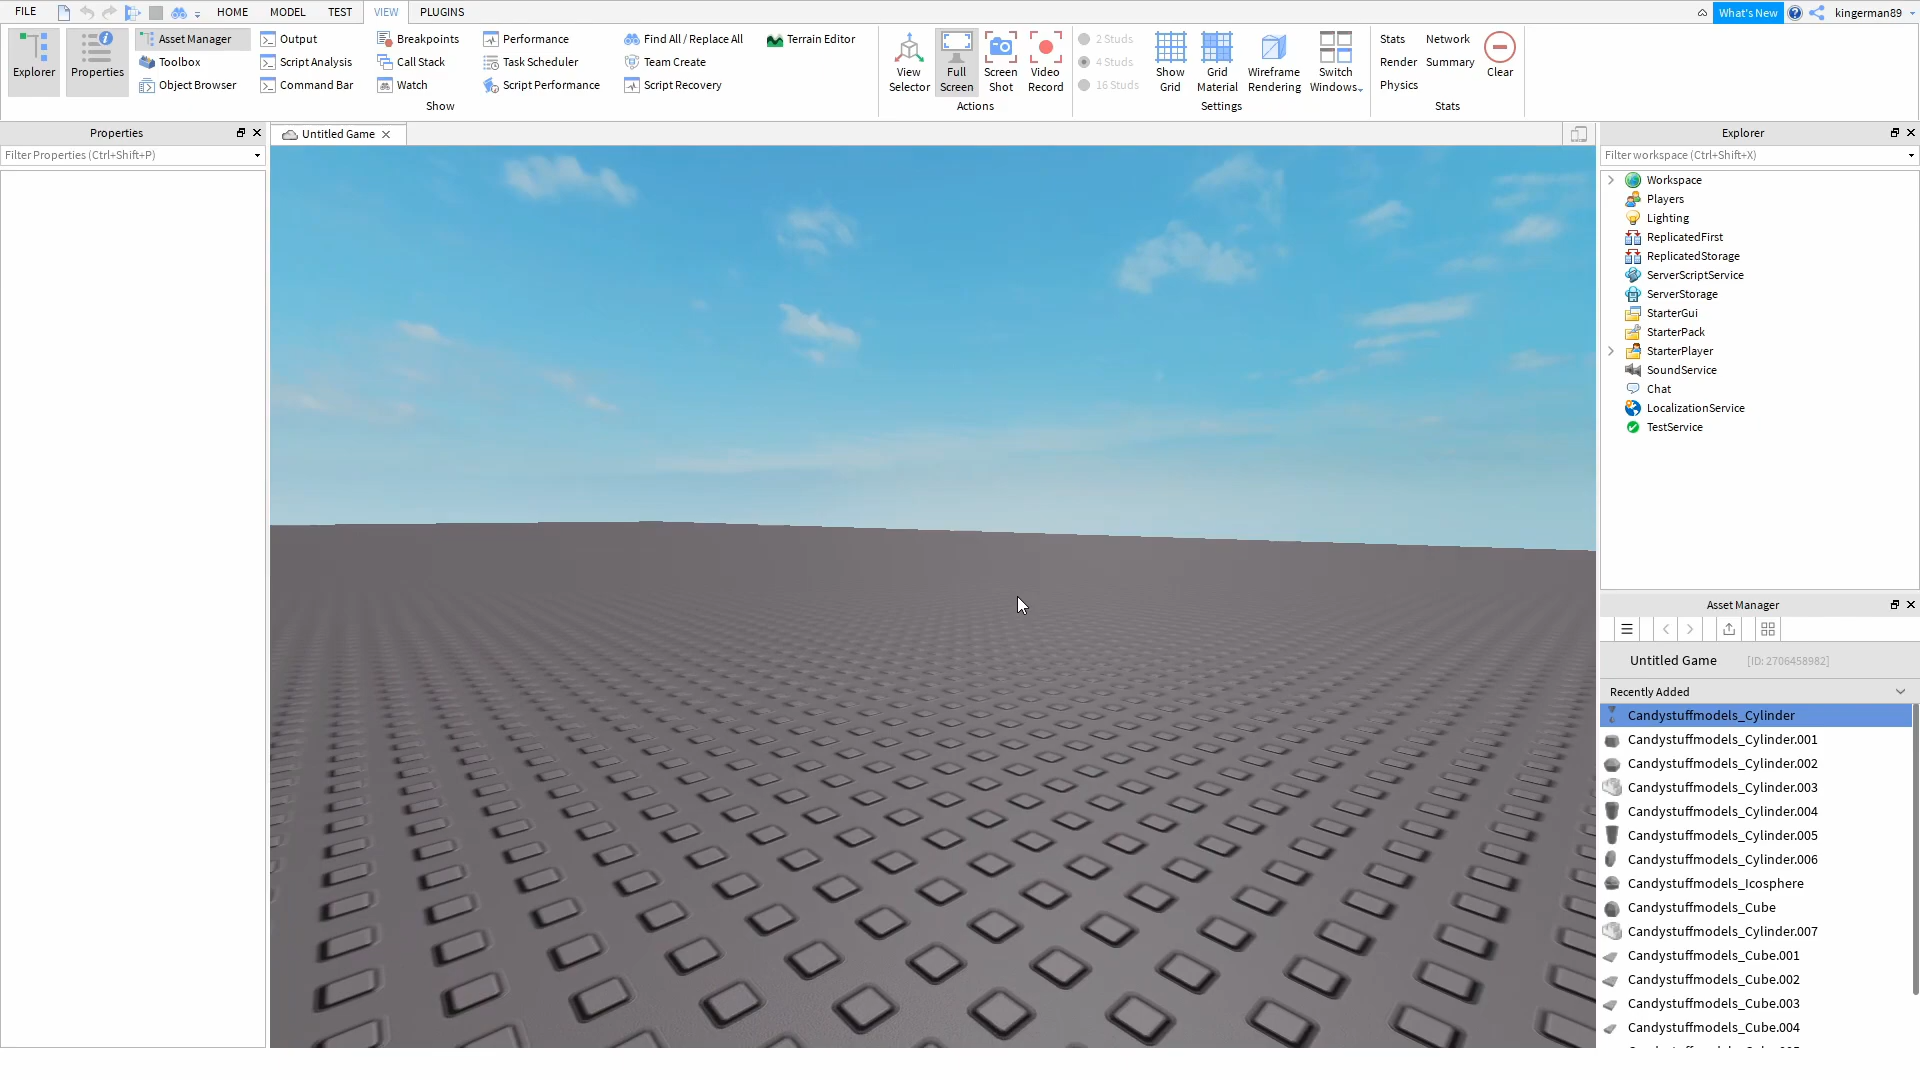 FILE HOME MODEL TEST VIEW PLUGINS What's New kingerman89
Explorer
Properties
Asset Manager
Toolbox
Object Browser
Output
Script Analysis
Command Bar
Breakpoints
Call Stack
Watch
Performance
Task Scheduler
Script Performance
Find All / Replace All
Team Create
Script Recovery
Terrain Editor
Show
View
Selector
Full
Screen
Screen
Shot
Video
Record
Actions
2 Studs
4 Studs
16 Studs
Show
Grid
Grid
Material
Wireframe
Rendering
Switch
Windows
Settings
Stats
Render
Physics
Network
Summary
Clear
Stats
Properties
Filter Properties (Ctrl+Shift+P)
Untitled Game
Explorer
Filter workspace (Ctrl+Shift+X)
Workspace
Players
Lighting
ReplicatedFirst
ReplicatedStorage
ServerScriptService
ServerStorage
StarterGui
StarterPack
StarterPlayer
SoundService
Chat
LocalizationService
TestService
Asset Manager
Untitled Game [ID: 2706458982]
Recently Added
Candystuffmodels_Cylinder
Candystuffmodels_Cylinder.001
Candystuffmodels_Cylinder.002
Candystuffmodels_Cylinder.003
Candystuffmodels_Cylinder.004
Candystuffmodels_Cylinder.005
Candystuffmodels_Cylinder.006
Candystuffmodels_Icosphere
Candystuffmodels_Cube
Candystuffmodels_Cylinder.007
Candystuffmodels_Cube.001
Candystuffmodels_Cube.002
Candystuffmodels_Cube.003
Candystuffmodels_Cube.004